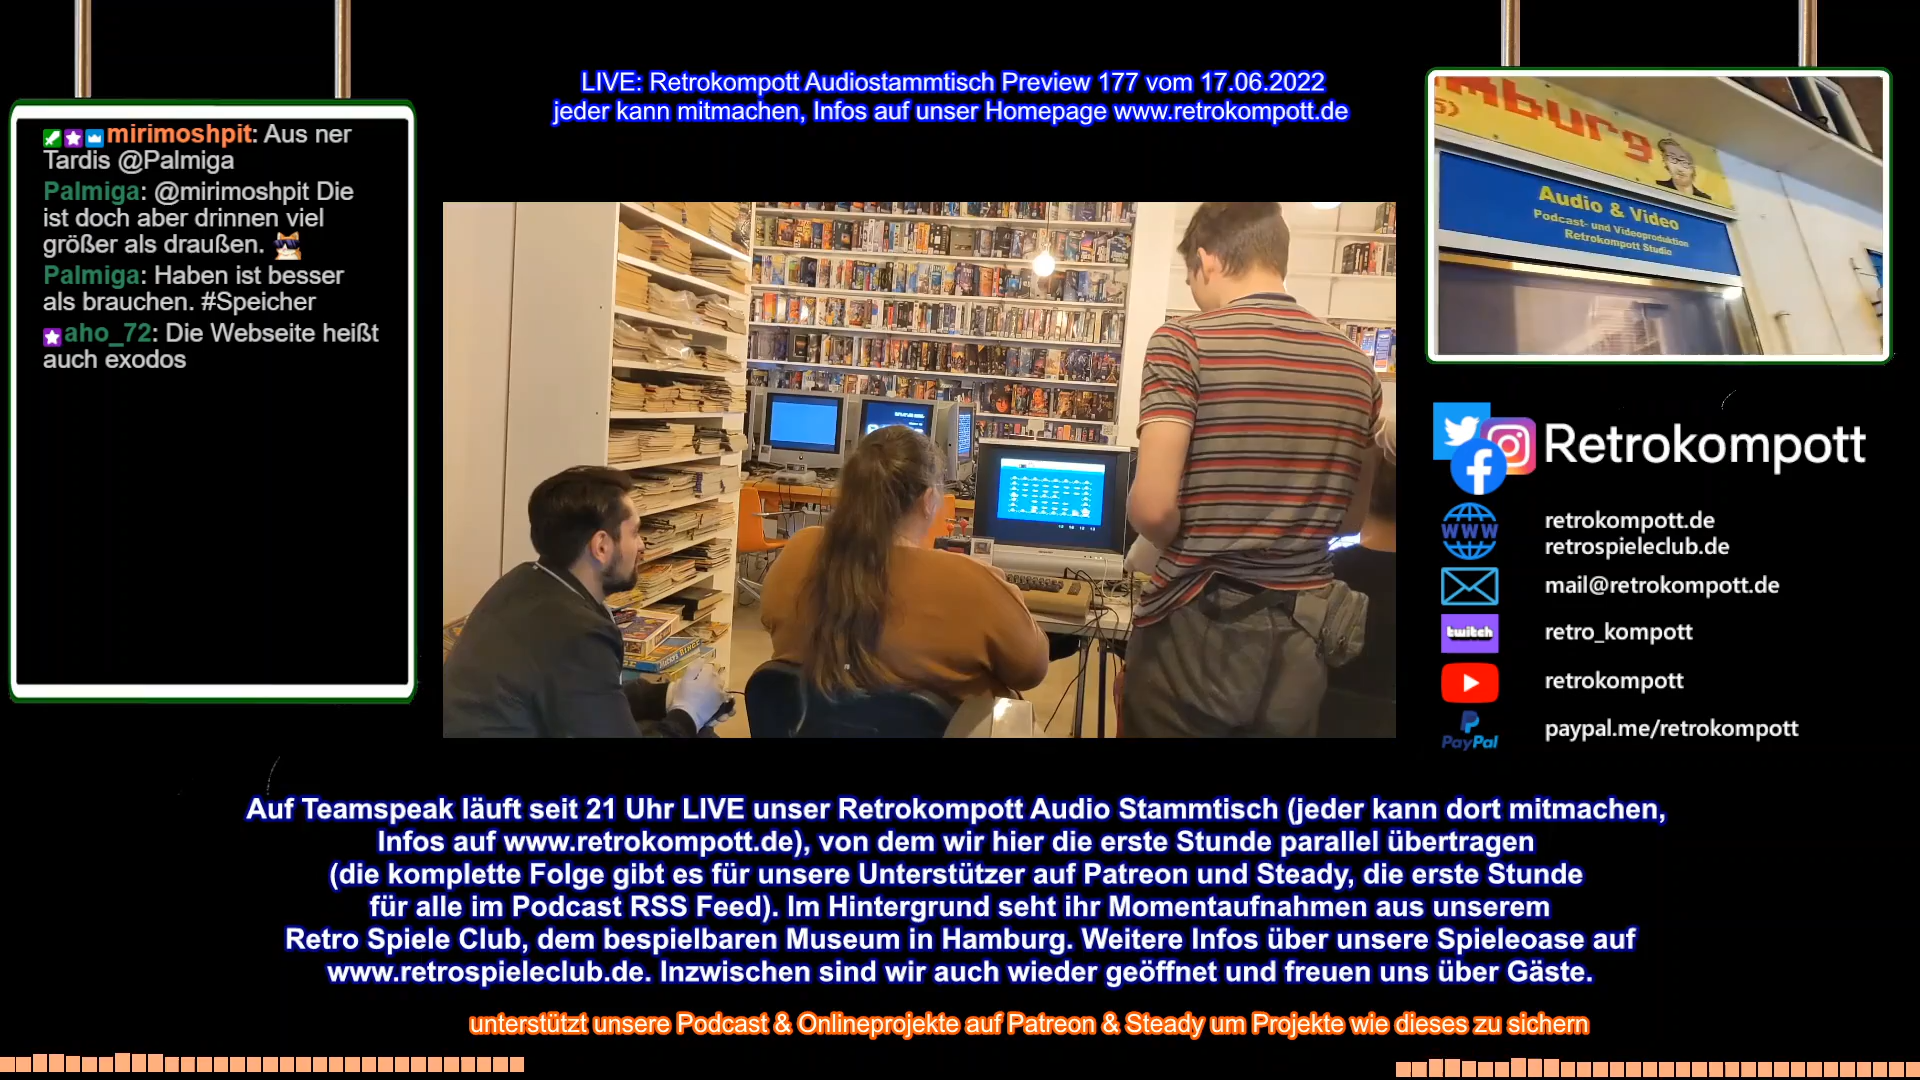 LIVE: Retrokompott Audiostammtisch Preview 177 vom 17.06.2022
jeder kann mitmachen, Infos auf unser Homepage www.retrokompott.de
mirimoshpit: Aus ner
Tardis @Palmiga
Palmiga: @mirimoshpit Die
ist doch aber drinnen viel
größer als draußen.
Palmiga: Haben ist besser
als brauchen. #Speicher
aho_72: Die Webseite heißt
auch exodos
mburg
Audio & Video
Podcast- und Videoproduktion
Retrokompott Studio
Retrokompott
WWW
retrokompott.de
retrospieleclub.de
mail@retrokompott.de
twitch
retro_kompott
retrokompott
PayPal
paypal.me/retrokompott
Auf Teamspeak läuft seit 21 Uhr LIVE unser Retrokompott Audio Stammtisch (jeder kann dort mitmachen,
Infos auf www.retrokompott.de), von dem wir hier die erste Stunde parallel übertragen
(die komplette Folge gibt es für unsere Unterstützer auf Patreon und Steady, die erste Stunde
für alle im Podcast RSS Feed). Im Hintergrund seht ihr Momentaufnahmen aus unserem
Retro Spiele Club, dem bespielbaren Museum in Hamburg. Weitere Infos über unsere Spieleoase auf
www.retrospieleclub.de. Inzwischen sind wir auch wieder geöffnet und freuen uns über Gäste.
unterstützt unsere Podcast & Onlineprojekte auf Patreon & Steady um Projekte wie dieses zu sichern